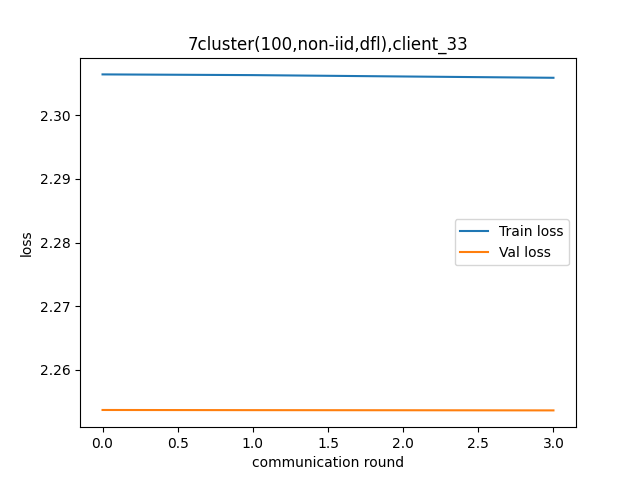 7cluster(100,non-iid,dfl),client_33
2.30
2.29
2.28
2.27
2.26
loss
Train loss
Val loss
0.0 0.5 1.0 1.5 2.0 2.5 3.0
communication round